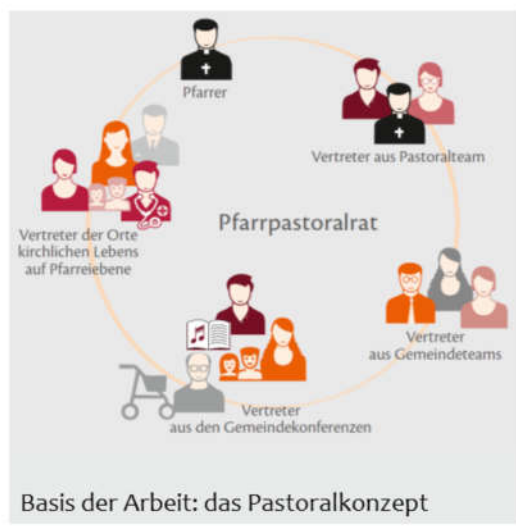 Pfarrer
Vertreter aus Pastoralteam
Pfarrpastoralrat
Vertreter der Orte
kirchlichen Lebens
auf Pfarreiebene
Vertreter
aus Gemeindeteams
Vertreter
aus den Gemeindekonferenzen
Basis der Arbeit: das Pastoralkonzept